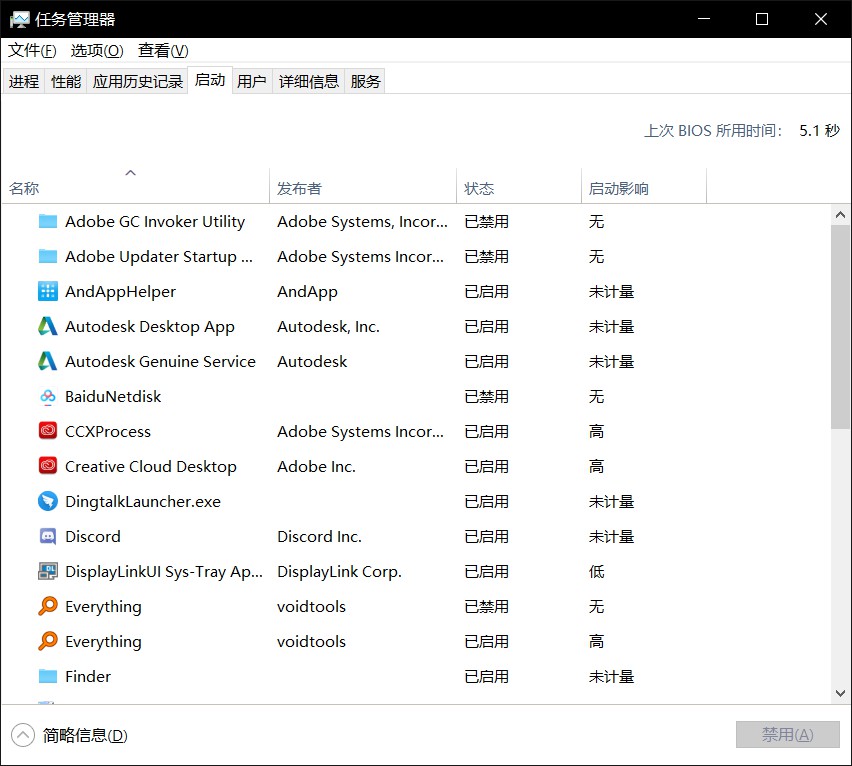 任务管理器
文件(F) 选项(O) 查看(V)
进程 性能 应用历史记录 启动 用户 详细信息 服务
上次 BIOS 所用时间: 5.1 秒
名称 发布者 状态 启动影响
Adobe GC Invoker Utility Adobe Systems, Incor... 已禁用 无
Adobe Updater Startup ... Adobe Systems Incor... 已禁用 无
AndAppHelper AndApp 已启用 未计量
Autodesk Desktop App Autodesk, Inc. 已启用 未计量
Autodesk Genuine Service Autodesk 已启用 未计量
BaiduNetdisk 已禁用 无
CCXProcess Adobe Systems Incor... 已启用 高
Creative Cloud Desktop Adobe Inc. 已启用 高
DingtalkLauncher.exe 已启用 未计量
Discord Discord Inc. 已启用 未计量
DisplayLinkUI Sys-Tray Ap... DisplayLink Corp. 已启用 低
Everything voidtools 已禁用 无
Everything voidtools 已启用 高
Finder 已启用 未计量
简略信息(D) 禁用(A)